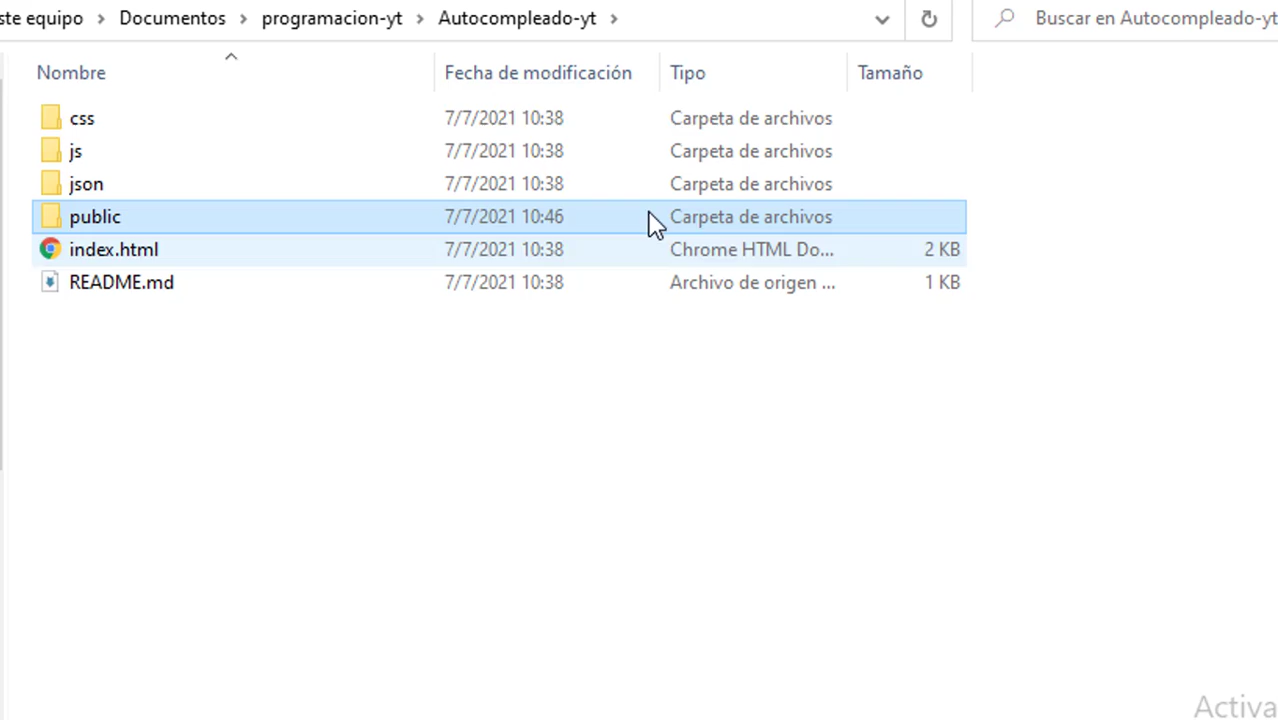 ste equipo > Documentos > programacion-yt > Autocompleado-yt >
Buscar en Autocompleado-yt
Nombre Fecha de modificación Tipo Tamaño
css 7/7/2021 10:38 Carpeta de archivos
js 7/7/2021 10:38 Carpeta de archivos
json 7/7/2021 10:38 Carpeta de archivos
public 7/7/2021 10:46 Carpeta de archivos
index.html 7/7/2021 10:38 Chrome HTML Do... 2 KB
README.md 7/7/2021 10:38 Archivo de origen ... 1 KB
Activa